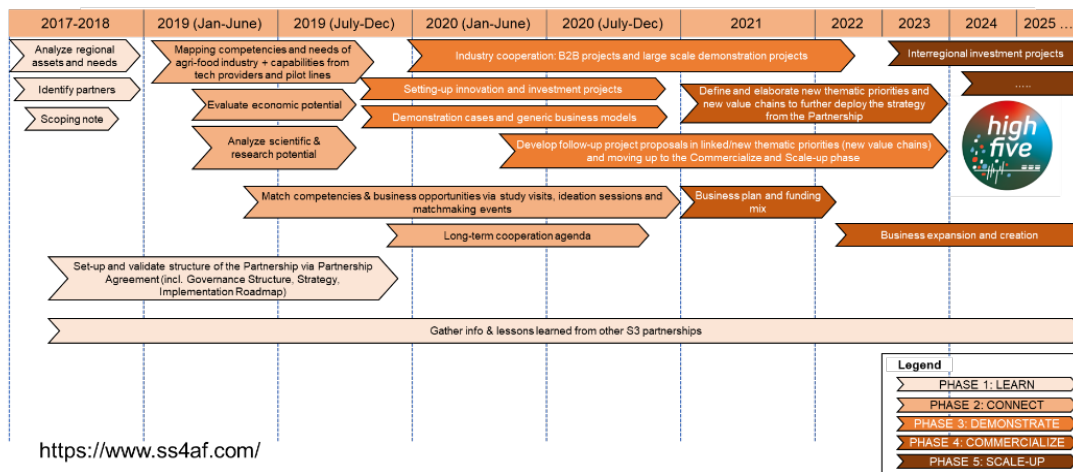 2017-2018
2019 (Jan-June)
2019 (July-Dec)
2020 (Jan-June)
2020 (July-Dec)
2021
2022
2023
2024
2025 ...
Analyze regional
assets and needs
Mapping competencies and needs of
agri-food industry + capabilities from
tech providers and pilot lines
Industry cooperation: B2B projects and large scale demonstration projects
Interregional investment projects
Identify partners
Setting-up innovation and investment projects
Define and elaborate new thematic priorities and
new value chains to further deploy the strategy
from the Partnership
.....
Scoping note
Evaluate economic potential
Demonstration cases and generic business models
Analyze scientific &
research potential
Develop follow-up project proposals in linked/new thematic priorities (new value chains)
and moving up to the Commercialize and Scale-up phase
high
five
Match competencies & business opportunities via study visits, ideation sessions and
matchmaking events
Business plan and funding
mix
Long-term cooperation agenda
Business expansion and creation
Set-up and validate structure of the Partnership via Partnership
Agreement (incl. Governance Structure, Strategy,
Implementation Roadmap)
Gather info & lessons learned from other S3 partnerships
Legend
PHASE 1: LEARN
PHASE 2: CONNECT
PHASE 3: DEMONSTRATE
PHASE 4: COMMERCIALIZE
PHASE 5: SCALE-UP
https://www.ss4af.com/